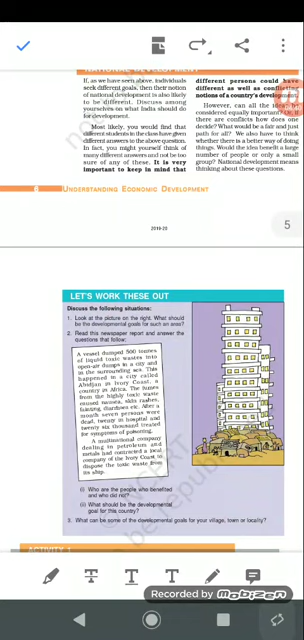 NATIONAL DEVELOPMENT
If, as we have seen above, individuals
seek different goals, then their notion
of national development is also likely
to be different. Discuss among
yourselves on what should India do
for development.
Most likely, you would find that
different students in the class have given
different answers to the above question.
In fact, you might yourself think of
many different answers and not be too
sure of any of these. It is very
important to keep in mind that
different persons could have
different as well as conflicting
notions of a country's development.
However, can all the ideas be
considered equally important? Or, if
there are conflicts how does one
decide? What would be a fair and just
path for all? We also have to think
whether there is a better way of doing
things. Would the idea benefit a large
number of people or only a small
group? National development means
thinking about these questions.
UNDERSTANDING ECONOMIC DEVELOPMENT
2019-20
5
LET'S WORK THESE OUT
Discuss the following situations:
1. Look at the picture on the right. What should
be the developmental goals for such an area?
2. Read this newspaper report and answer the
questions that follow:
A vessel dumped 500 tonnes
of liquid toxic wastes into
open-air dumps in a city and
in the surrounding sea. This
happened in a city called
Abidjan in Ivory Coast, a
country in Africa. The fumes
from the highly toxic waste
caused nausea, skin rashes,
fainting, diarrhoea etc. After a
month seven persons were
dead, twenty in hospital and
twenty six thousand treated
for symptoms of poisoning.
A multinational company
dealing in petroleum and
metals had contracted a local
company of the Ivory Coast to
dispose the toxic waste from
its ship.
(i) Who are the people who benefited
and who did not?
(ii) What should be the developmental
goal for this country?
3. What can be some of the developmental goals for your village, town or locality?
ACTIVITY 1
T T T
Recorded by Mobizen